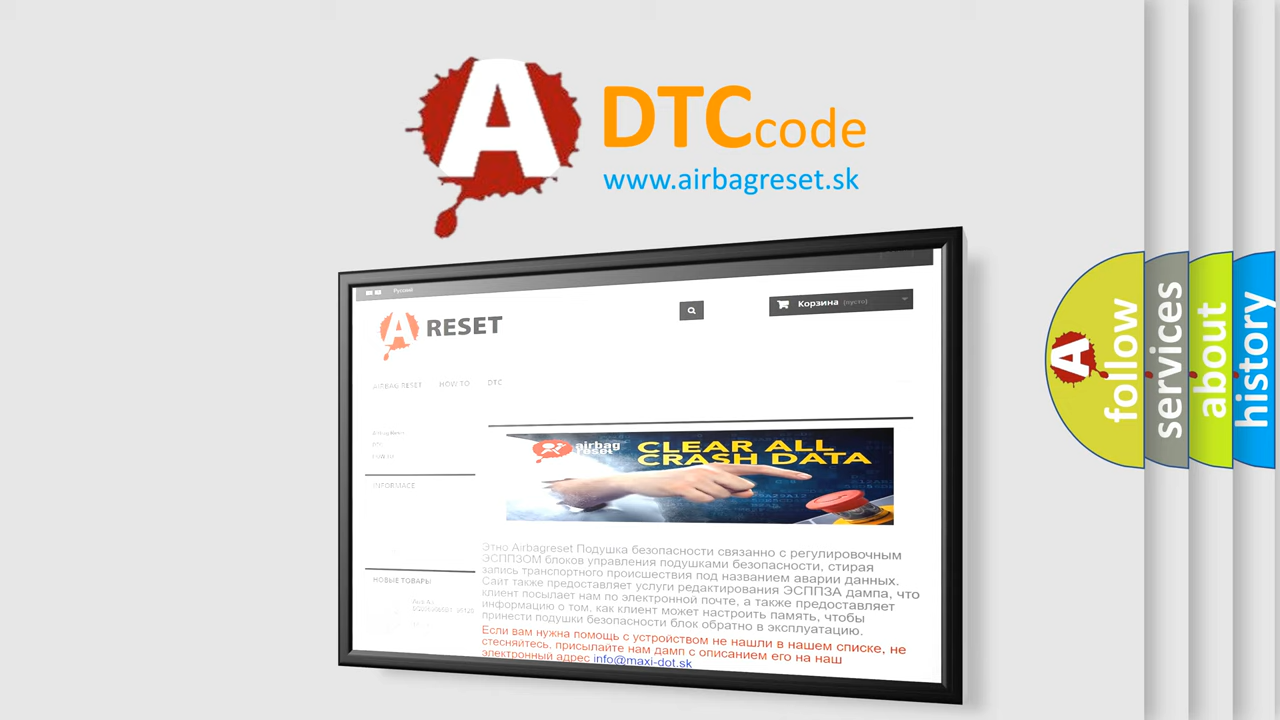 A
DTC code
www.airbagreset.sk
Русский
A RESET
Корзина (пусто)
AIRBAG RESET HOW TO DTC
INFORMACE
airbag
reset
CLEAR ALL
CRASH DATA
Этно Airbagreset Подушка безопасности связанно с регулировочным
ЭСППЗОМ блоков управления подушками безопасности, стирая
запись транспортного происшествия под названием аварии данных.
Сайт также предоставляет услуги редактирования ЭСППЗА дампа, что
клиент посылает нам по электронной почте, а также предоставляет
информацию о том, как клиент может настроить память, чтобы
принести подушки безопасности блок обратно в эксплуатацию.
Если вам нужна помощь с устройством не нашли в нашем списке, не
стесняйтесь, присылайте нам дамп с описанием его на наш
электронный адрес info@maxi-dot.sk
НОВЫЕ ТОВАРЫ
A
follow
services
about
history